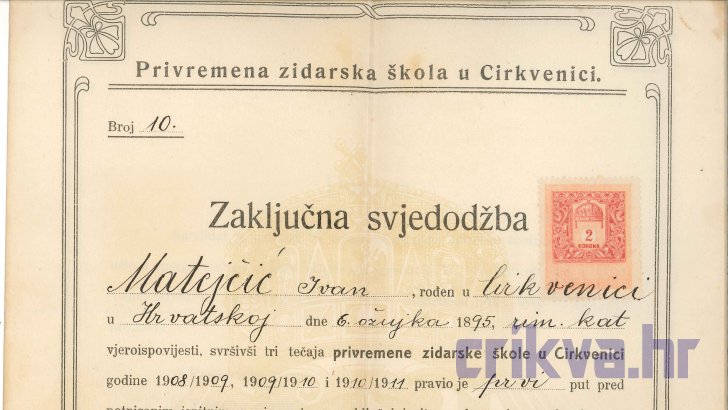 Privremena zidarska škola u Cirkvenici.
Broj 10.
Zaključna svjedodžba
2
KORONA
Matejčić Ivan, rođen u Cirkvenici
u Hrvatskoj dne 6. ožujka 1895, rim. kat
vjeroispovijesti, svršivši tri tečaja privremene zidarske škole u Cirkvenici
crikva.hr
godine 1908/1909, 1909/1910 i 1910/1911 pravio je prvi put pred